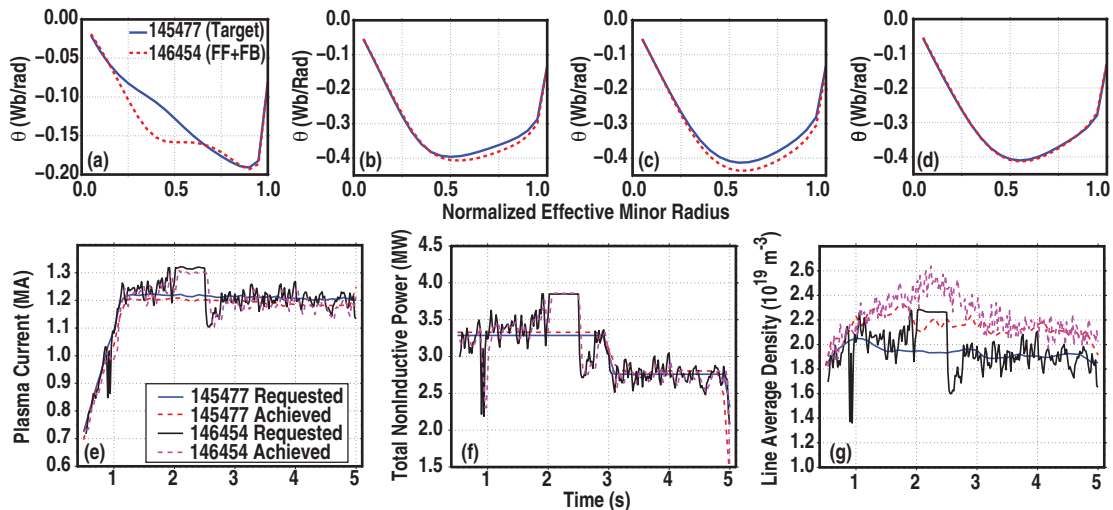 0.00
−0.05
−0.10
−0.15
−0.20
θ (Wb/rad)
145477 (Target)
146454 (FF+FB)
(a)
0.0 0.5 1.0
0.0
−0.1
−0.2
−0.3
−0.4
θ (Wb/Rad)
(b)
0.0 0.5 1.0
0.0
−0.1
−0.2
−0.3
−0.4
θ (Wb/rad)
(c)
0.0 0.5 1.0
0.0
−0.1
−0.2
−0.3
−0.4
θ (Wb/rad)
(d)
0.0 0.5 1.0
Normalized Effective Minor Radius
1.3
1.2
1.1
1.0
0.9
0.8
0.7
0.6
Plasma Current (MA)
145477 Requested
145477 Achieved
146454 Requested
146454 Achieved
(e)
1 2 3 4 5
4.5
4.0
3.5
3.0
2.5
2.0
1.5
Total NonInductive Power (MW)
(f)
1 2 3 4 5
2.6
2.4
2.2
2.0
1.8
1.6
1.4
1.2
1.0
Line Average Density (10¹⁹ m⁻³)
(g)
1 2 3 4 5
Time (s)